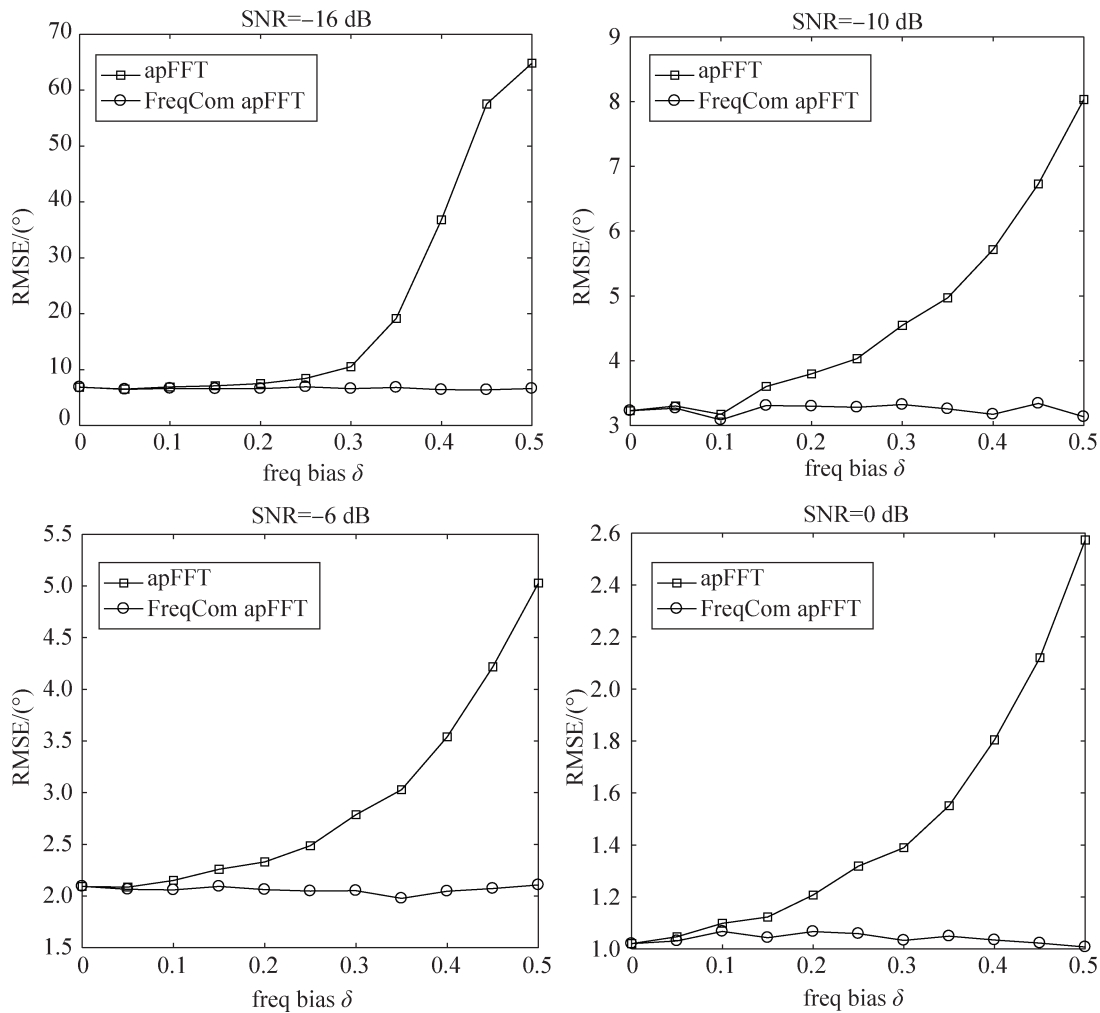 SNR=−16 dB
70
60
50
40
30
20
10
0
RMSE/(°)
apFFT
FreqCom apFFT
0 0.1 0.2 0.3 0.4 0.5
freq bias δ
SNR=−10 dB
9
8
7
6
5
4
3
RMSE/(°)
apFFT
FreqCom apFFT
0 0.1 0.2 0.3 0.4 0.5
freq bias δ
SNR=−6 dB
5.5
5.0
4.5
4.0
3.5
3.0
2.5
2.0
1.5
RMSE/(°)
apFFT
FreqCom apFFT
0 0.1 0.2 0.3 0.4 0.5
freq bias δ
SNR=0 dB
2.6
2.4
2.2
2.0
1.8
1.6
1.4
1.2
1.0
RMSE/(°)
apFFT
FreqCom apFFT
0 0.1 0.2 0.3 0.4 0.5
freq bias δ